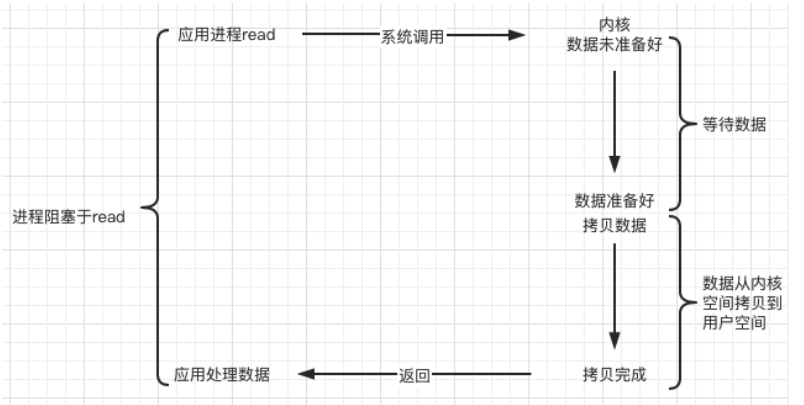 应用进程read
系统调用
内核
数据未准备好
等待数据
数据准备好
拷贝数据
进程阻塞于read
数据从内核
空间拷贝到
用户空间
应用处理数据
返回
拷贝完成